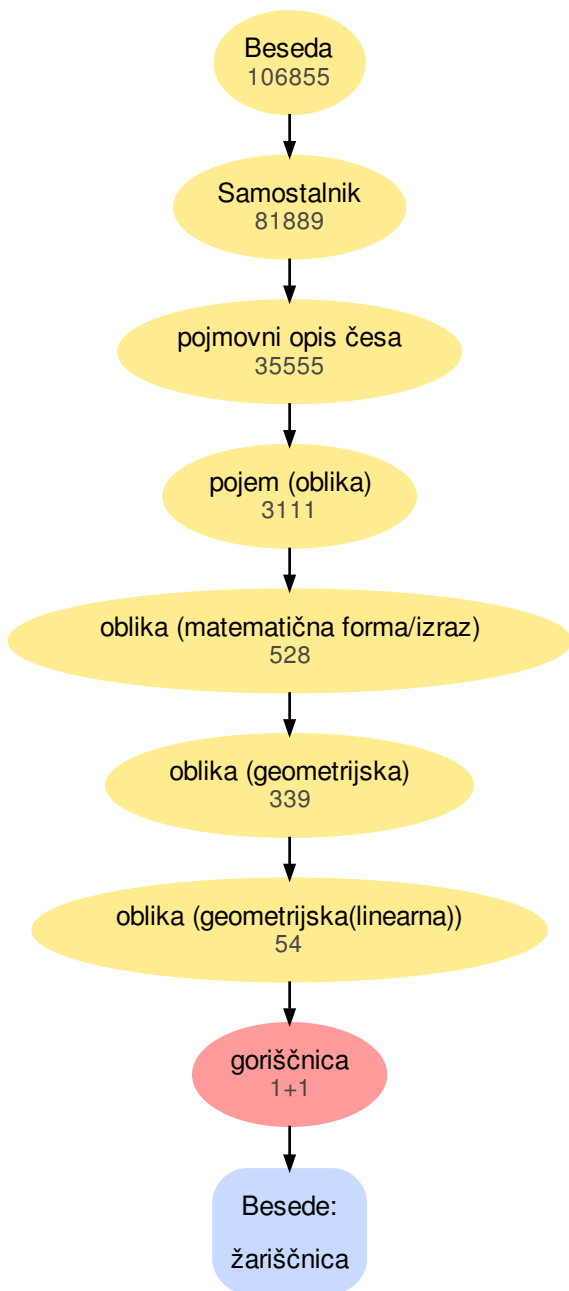 Beseda
106855
Samostalnik
81889
pojmovni opis česa
35555
pojem (oblika)
3111
oblika (matematična forma/izraz)
528
oblika (geometrijska)
339
oblika (geometrijska(linearna))
54
goriščnica
1+1
Besede:
žariščnica